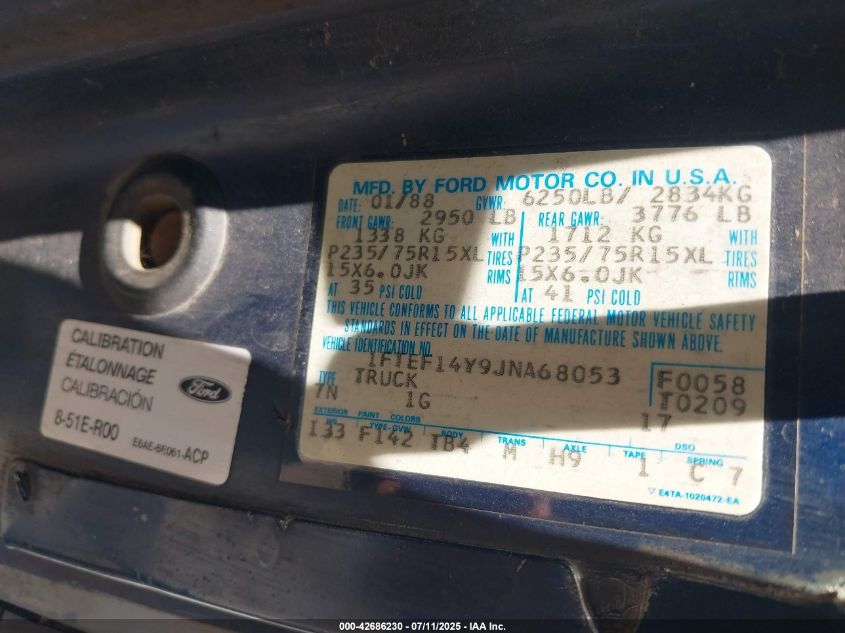 MFD. BY FORD MOTOR CO. IN U.S.A.
DATE: 01/88 GVWR: 6250LB/ 2834KG
FRONT GAWR: 2950 LB REAR GAWR: 3776 LB
1338 KG WITH 1712 KG WITH
P235/75R15XL TIRES P235/75R15XL TIRES
15X6.0JK RIMS 15X6.0JK RIMS
AT 35 PSI COLD AT 41 PSI COLD
THIS VEHICLE CONFORMS TO ALL APPLICABLE FEDERAL MOTOR VEHICLE SAFETY
STANDARDS IN EFFECT ON THE DATE OF MANUFACTURE SHOWN ABOVE.
VEHICLE IDENTIFICATION NO.
1FTEF14Y9JNA68053
F0058
TYPE TRUCK
T0209
7N 1G
17
EXTERIOR PAINT COLORS DSO
WB TYPE-GVW BODY TRANS AXLE TAPE SPRING
133 F142 TB4 M H9 1 C 7
▽ E4TA-1020472-EA
CALIBRATION
ÉTALONNAGE
CALIBRACIÓN
Ford
8-51E-R00
E6AE-6E061-ACP
000-42686230 - 07/11/2025 - IAA Inc.